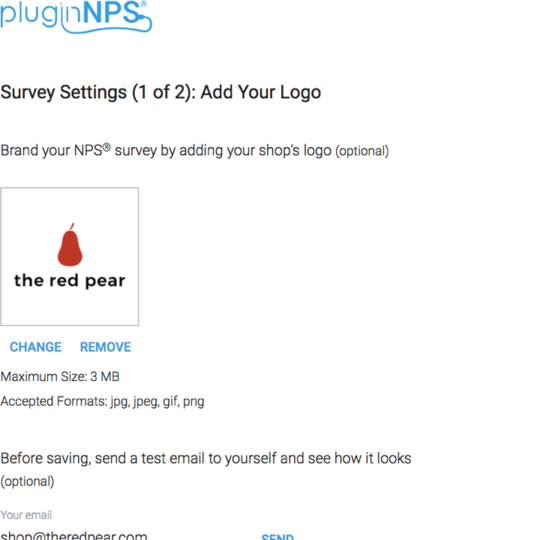 pluginNPS®
Survey Settings (1 of 2): Add Your Logo
Brand your NPS® survey by adding your shop's logo (optional)
the red pear
CHANGE REMOVE
Maximum Size: 3 MB
Accepted Formats: jpg, jpeg, gif, png
Before saving, send a test email to yourself and see how it looks
(optional)
Your email
shop@theredpear.com SEND